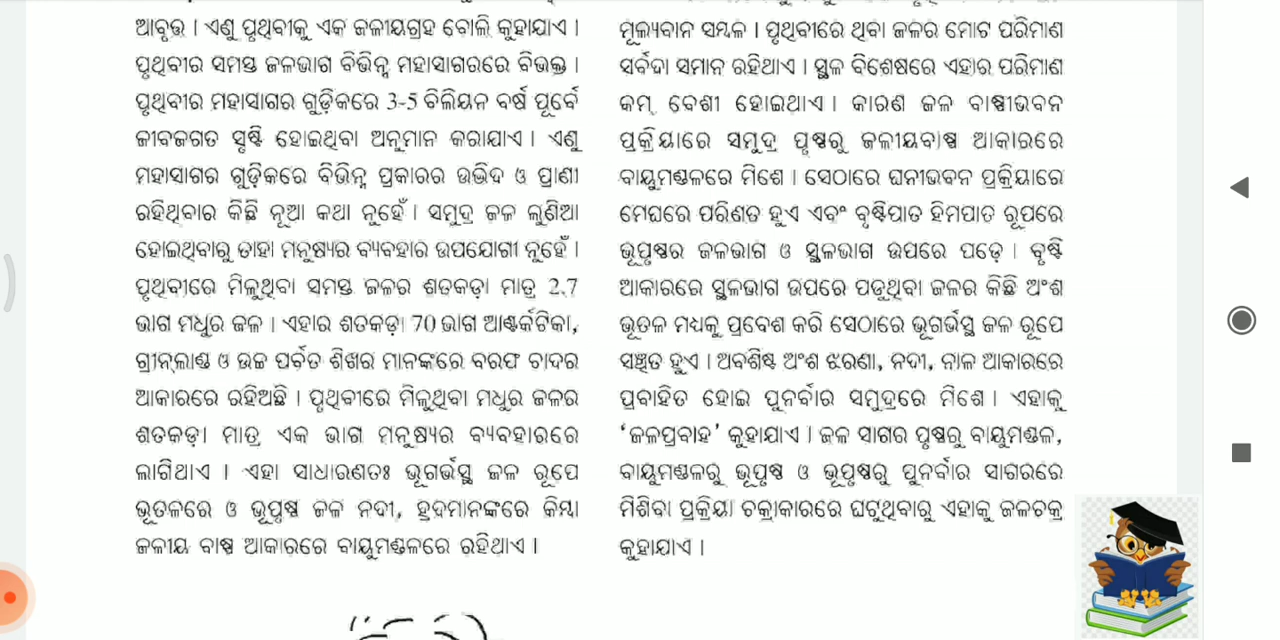 ଆବୃତ୍ତ । ଏଣୁ ପୃଥିବୀକୁ ଏକ ଜଳୀୟଗ୍ରହ ବୋଲି କୁହାଯାଏ ।
ପୃଥିବୀର ସମସ୍ତ ଜଳଭାଗ ବିଭିନ୍ନ ମହାସାଗରରେ ବିଭକ୍ତ ।
ପୃଥିବୀର ମହାସାଗର ଗୁଡ଼ିକରେ 3-5 ବିଲିୟନ ବର୍ଷ ପୂର୍ବେ
ଜୀବଜଗତ ସୃଷ୍ଟି ହୋଇଥିବା ଅନୁମାନ କରାଯାଏ । ଏଣୁ
ମହାସାଗର ଗୁଡ଼ିକରେ ବିଭିନ୍ନ ପ୍ରକାରର ଉଦ୍ଭିଦ ଓ ପ୍ରାଣୀ
ରହିଥିବାର କିଛି ନୂଆ କଥା ନୁହେଁ । ସମୁଦ୍ର ଜଳ ଲୁଣିଆ
ହୋଇଥିବାରୁ ତାହା ମନୁଷ୍ୟର ବ୍ୟବହାର ଉପଯୋଗୀ ନୁହେଁ ।
ପୃଥିବୀରେ ମିଳୁଥିବା ସମସ୍ତ ଜଳର ଶତକଡ଼ା ମାତ୍ର 2.7
ଭାଗ ମଧୁର ଜଳ । ଏହାର ଶତକଡ଼ା 70 ଭାଗ ଆଣ୍ଟର୍କଟିକା,
ଗ୍ରୀନ୍‌ଲାଣ୍ଡ ଓ ଉଚ୍ଚ ପର୍ବତ ଶିଖର ମାନଙ୍କରେ ବରଫ ଚାଦର
ଆକାରରେ ରହିଅଛି । ପୃଥିବୀରେ ମିଳୁଥିବା ମଧୁର ଜଳର
ଶତକଡ଼ା ମାତ୍ର ଏକ ଭାଗ ମନୁଷ୍ୟର ବ୍ୟବହାରରେ
ଲାଗିଥାଏ । ଏହା ସାଧାରଣତଃ ଭୂଗର୍ଭସ୍ଥ ଜଳ ରୂପେ
ଭୂତଳରେ ଓ ଭୂପୃଷ୍ଠ ଜଳ ନଦୀ, ହ୍ରଦମାନଙ୍କରେ କିମ୍ବା
ଜଳୀୟ ବାଷ୍ପ ଆକାରରେ ବାୟୁମଣ୍ଡଳରେ ରହିଥାଏ ।
ମୂଲ୍ୟବାନ ସମ୍ବଳ । ପୃଥିବୀରେ ଥିବା ଜଳର ମୋଟ ପରିମାଣ
ସର୍ବଦା ସମାନ ରହିଥାଏ । ସ୍ଥଳ ବିଶେଷରେ ଏହାର ପରିମାଣ
କମ୍ ବେଶୀ ହୋଇଥାଏ । କାରଣ ଜଳ ବାଷ୍ପୀଭବନ
ପ୍ରକ୍ରିୟାରେ ସମୁଦ୍ର ପୃଷ୍ଠରୁ ଜଳୀୟବାଷ୍ପ ଆକାରରେ
ବାୟୁମଣ୍ଡଳରେ ମିଶେ । ସେଠାରେ ଘନୀଭବନ ପ୍ରକ୍ରିୟାରେ
ମେଘରେ ପରିଣତ ହୁଏ ଏବଂ ବୃଷ୍ଟିପାତ ହିମପାତ ରୂପରେ
ଭୂପୃଷ୍ଠର ଜଳଭାଗ ଓ ସ୍ଥଳଭାଗ ଉପରେ ପଡ଼େ । ବୃଷ୍ଟି
ଆକାରରେ ସ୍ଥଳଭାଗ ଉପରେ ପଡୁଥିବା ଜଳର କିଛି ଅଂଶ
ଭୂତଳ ମଧ୍ୟକୁ ପ୍ରବେଶ କରି ସେଠାରେ ଭୂଗର୍ଭସ୍ଥ ଜଳ ରୂପେ
ସଞ୍ଚିତ ହୁଏ । ଅବଶିଷ୍ଟ ଅଂଶ ଝରଣା, ନଦୀ, ନାଳ ଆକାରରେ
ପ୍ରବାହିତ ହୋଇ ପୁନର୍ବାର ସମୁଦ୍ରରେ ମିଶେ । ଏହାକୁ
‘ଜଳପ୍ରବାହ’ କୁହାଯାଏ । ଜଳ ସାଗର ପୃଷ୍ଠରୁ ବାୟୁମଣ୍ଡଳ,
ବାୟୁମଣ୍ଡଳରୁ ଭୂପୃଷ୍ଠ ଓ ଭୂପୃଷ୍ଠରୁ ପୁନର୍ବାର ସାଗରରେ
ମିଶିବା ପ୍ରକ୍ରିୟା ଚକ୍ରାକାରରେ ଘଟୁଥିବାରୁ ଏହାକୁ ଜଳଚକ୍ର
କୁହାଯାଏ ।